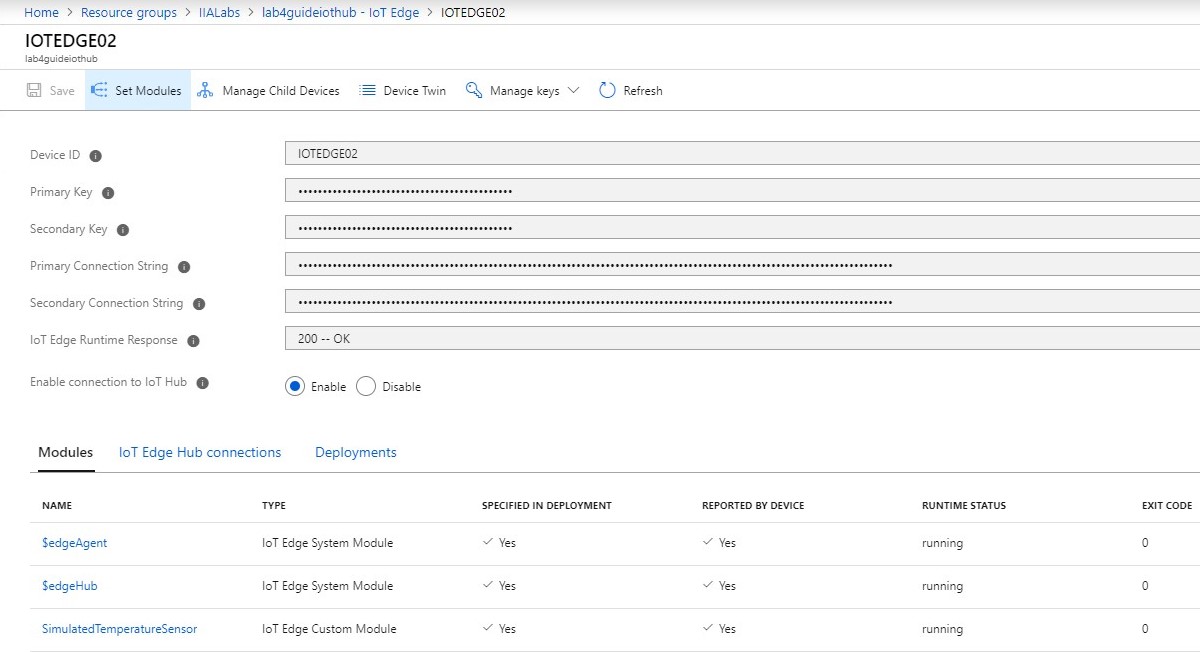 Home > Resource groups > IIALabs > lab4guideiothub - IoT Edge > IOTEDGE02
IOTEDGE02
lab4guideiothub
Save Set Modules Manage Child Devices Device Twin Manage keys Refresh
Device ID IOTEDGE02
Primary Key
Secondary Key
Primary Connection String
Secondary Connection String
IoT Edge Runtime Response 200 -- OK
Enable connection to IoT Hub Enable Disable
Modules IoT Edge Hub connections Deployments
NAME TYPE SPECIFIED IN DEPLOYMENT REPORTED BY DEVICE RUNTIME STATUS EXIT CODE
$edgeAgent IoT Edge System Module Yes Yes running 0
$edgeHub IoT Edge System Module Yes Yes running 0
SimulatedTemperatureSensor IoT Edge Custom Module Yes Yes running 0